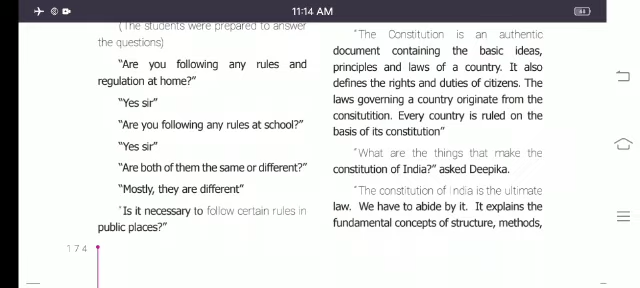 11:14 AM
(The students were prepared to answer
the questions)
“Are you following any rules and
regulation at home?”
“Yes sir”
“Are you following any rules at school?”
“Yes sir”
“Are both of them the same or different?”
“Mostly, they are different”
“Is it necessary to follow certain rules in
public places?”
174
“The Constitution is an authentic
document containing the basic ideas,
principles and laws of a country. It also
defines the rights and duties of citizens. The
laws governing a country originate from the
consitutition. Every country is ruled on the
basis of its constitution”
“What are the things that make the
constitution of India?” asked Deepika.
“The constitution of India is the ultimate
law. We have to abide by it. It explains the
fundamental concepts of structure, methods,